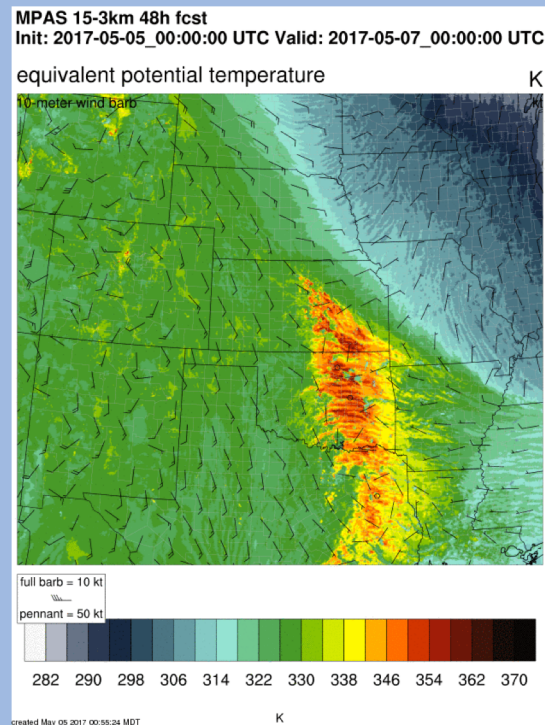 MPAS 15-3km 48h fcst
Init: 2017-05-05_00:00:00 UTC Valid: 2017-05-07_00:00:00 UTC
equivalent potential temperature K
10-meter wind barb kt
full barb = 10 kt
pennant = 50 kt
282 290 298 306 314 322 330 338 346 354 362 370
K
created May 05 2017 00:55:24 MDT